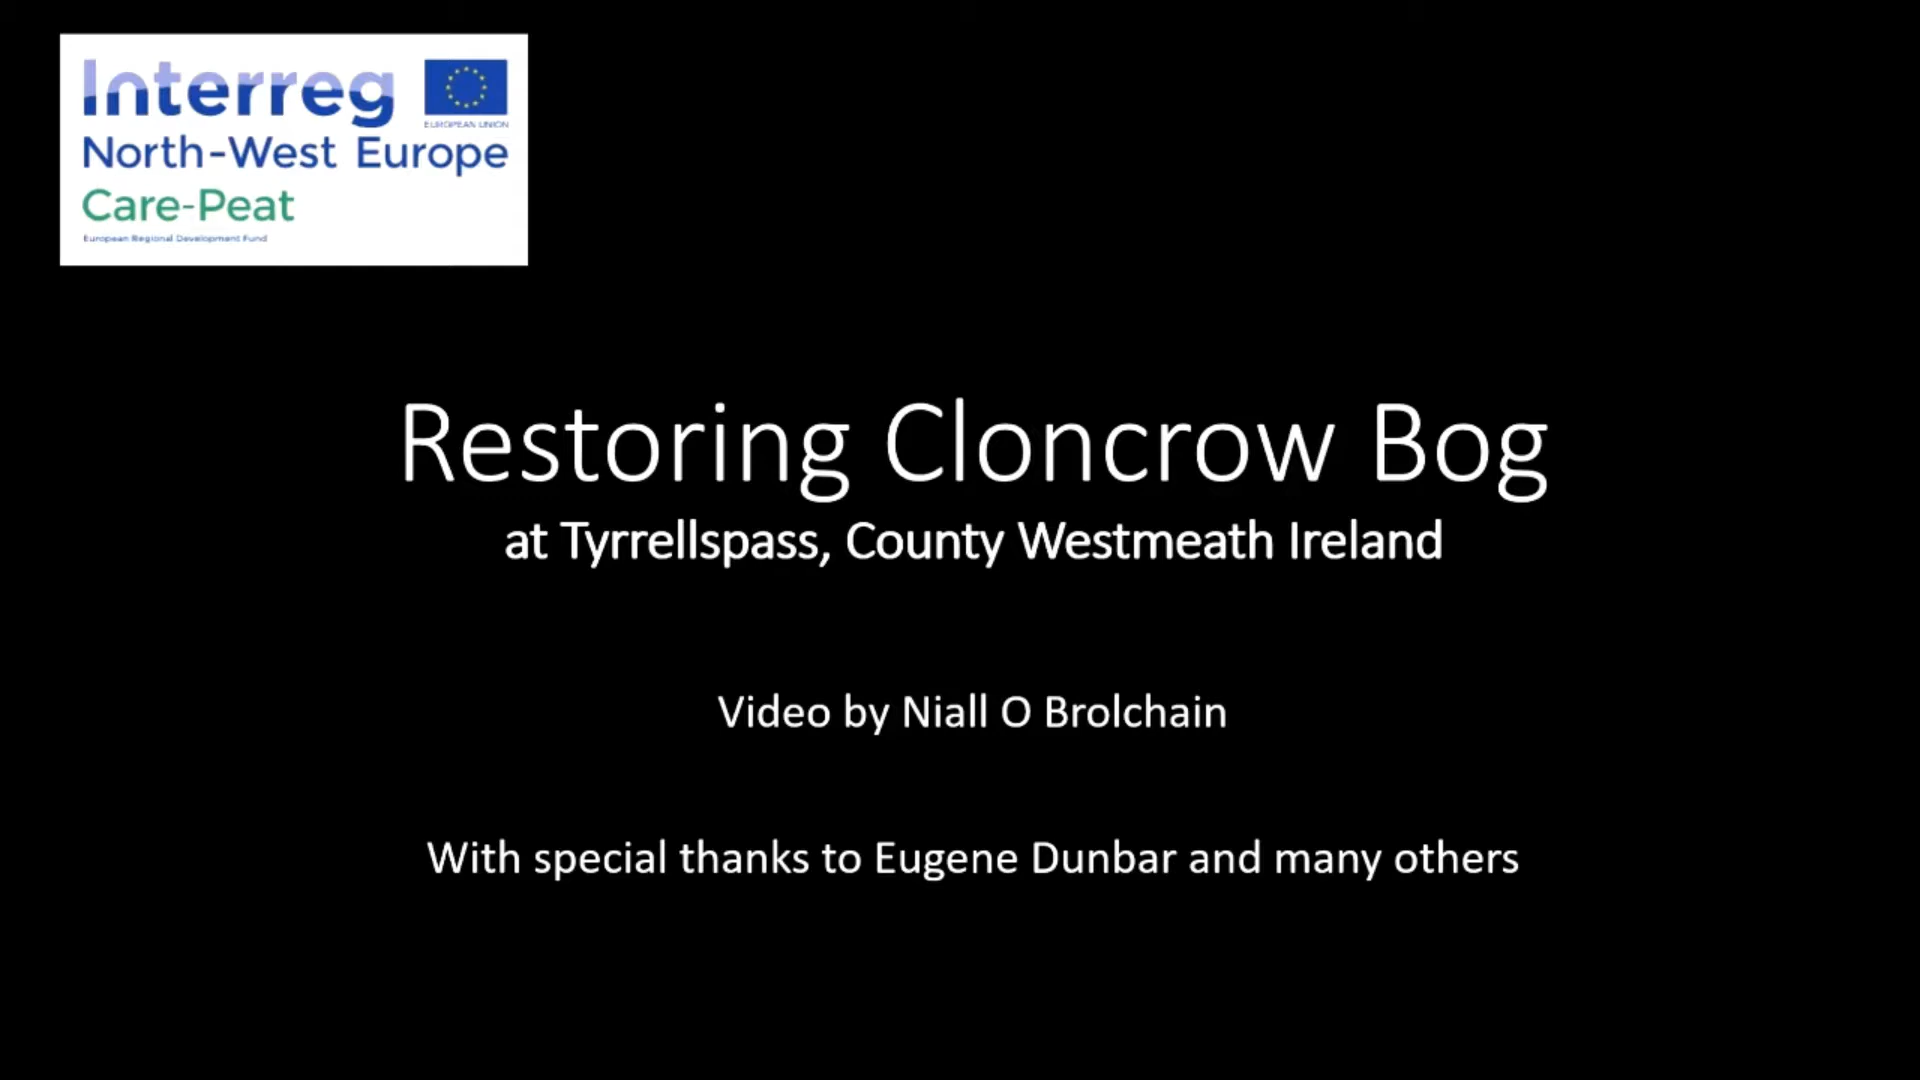 Interreg
EUROPEAN UNION
North-West Europe
Care-Peat
European Regional Development Fund
Restoring Cloncrow Bog
at Tyrrellspass, County Westmeath Ireland
Video by Niall O Brolchain
With special thanks to Eugene Dunbar and many others